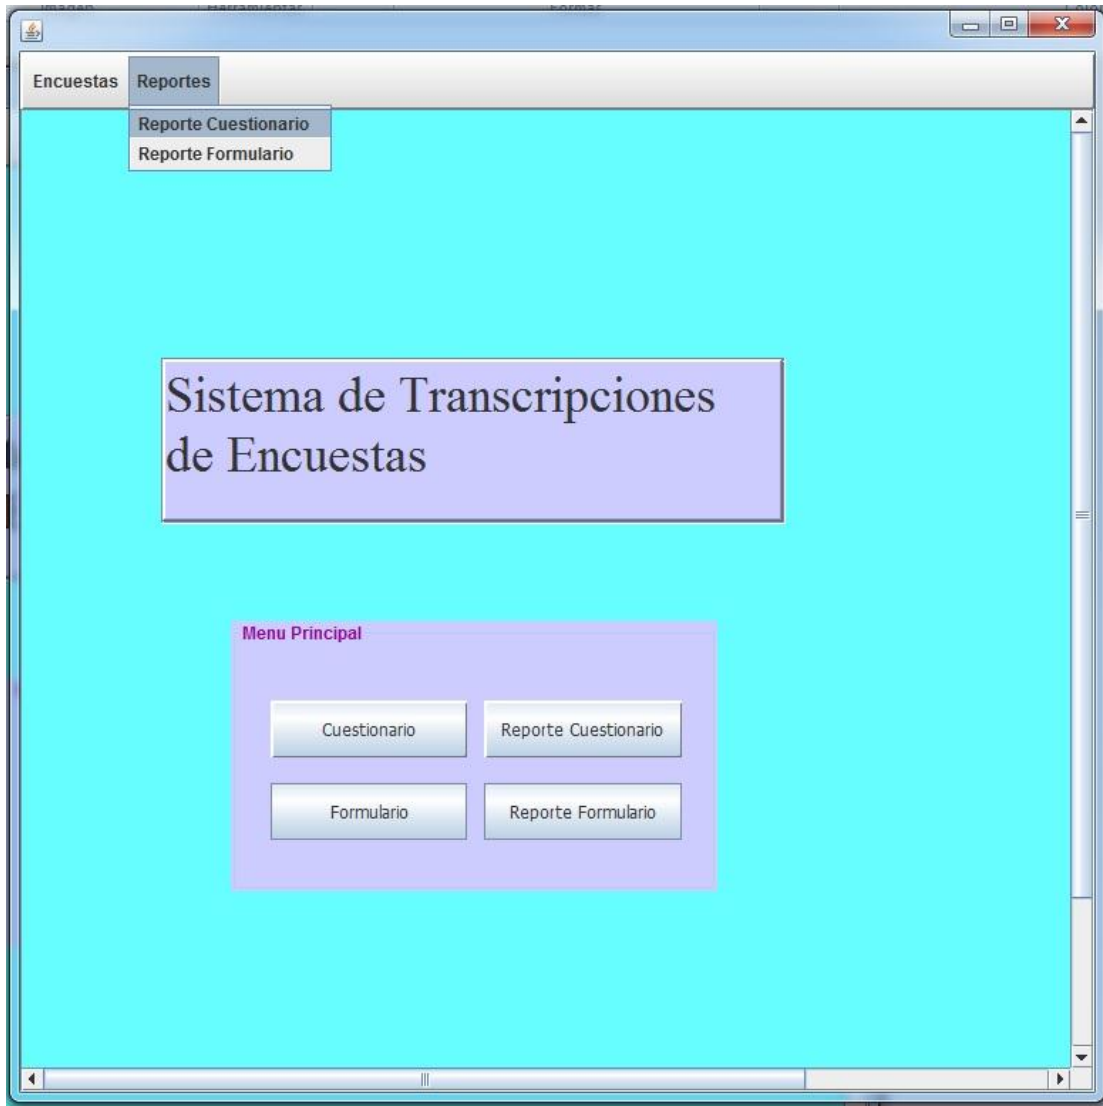 Encuestas Reportes
Reporte Cuestionario
Reporte Formulario
Sistema de Transcripciones
de Encuestas
Menu Principal
Cuestionario Reporte Cuestionario
Formulario Reporte Formulario